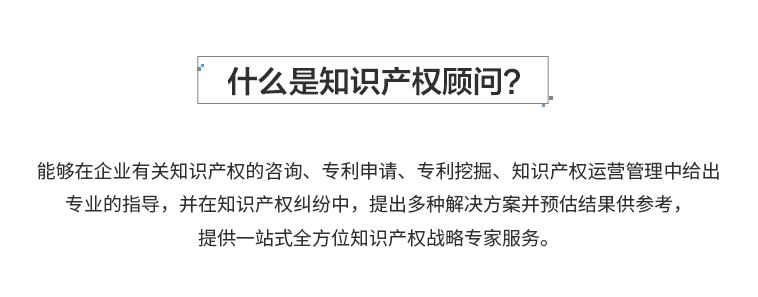 什么是知识产权顾问?
能够在企业有关知识产权的咨询、专利申请、专利挖掘、知识产权运营管理中给出
专业的指导，并在知识产权纠纷中，提出多种解决方案并预估结果供参考，
提供一站式全方位知识产权战略专家服务。